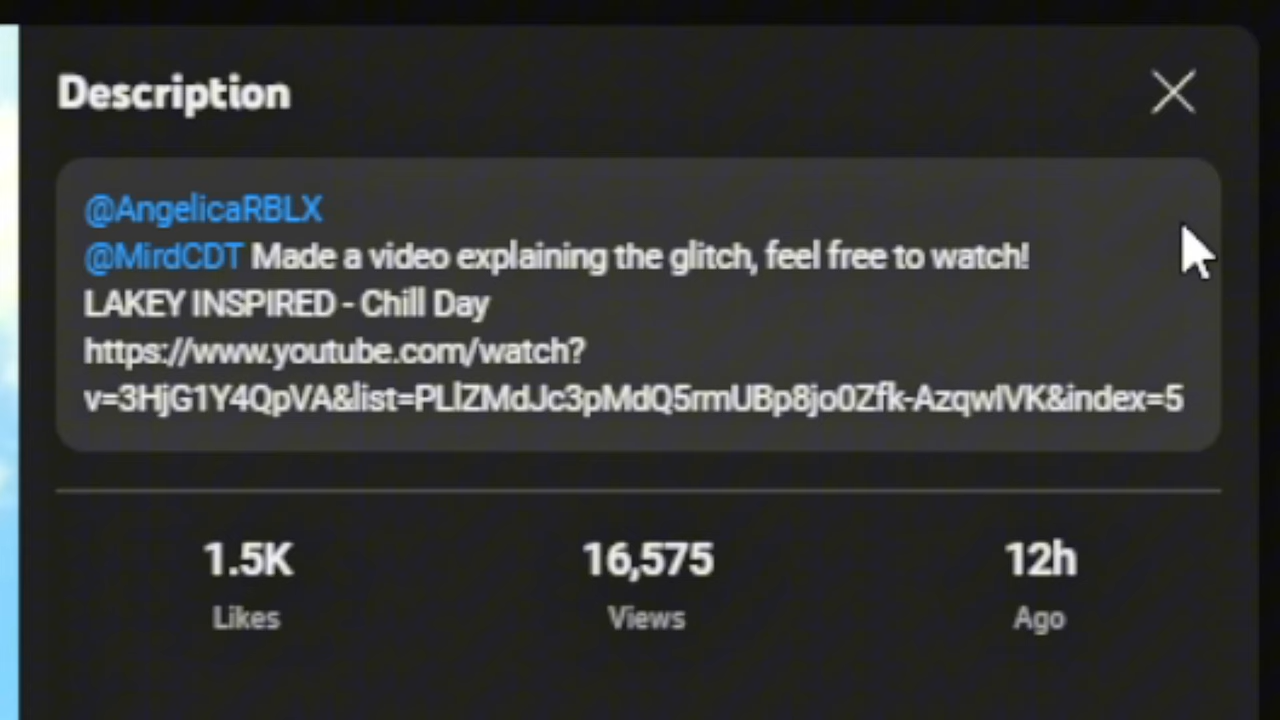 Description
@AngelicaRBLX
@MirdCDT Made a video explaining the glitch, feel free to watch!
LAKEY INSPIRED - Chill Day
https://www.youtube.com/watch?
v=3HjG1Y4QpVA&list=PLlZMdJc3pMdQ5rmUBp8jo0Zfk-AzqwIVK&index=5
1.5K 16,575 12h
Likes Views Ago